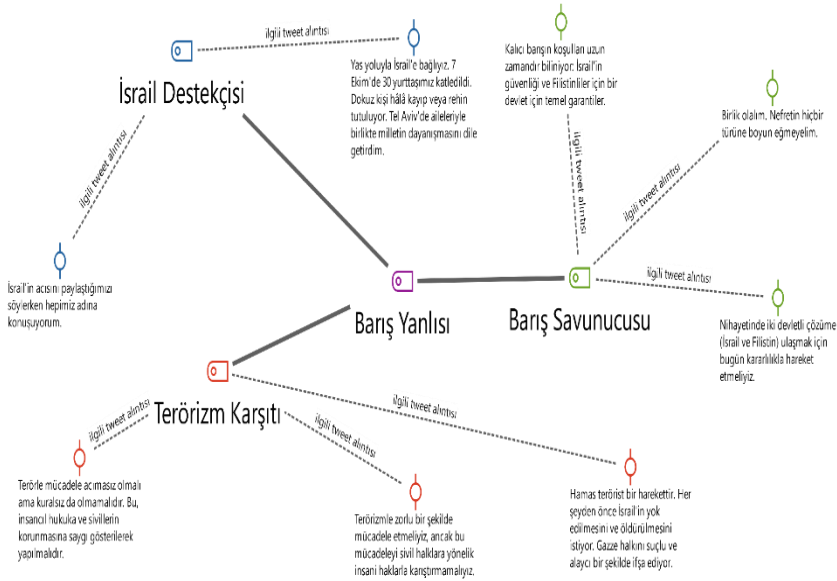 ilgili tweet alıntısı
İsrail Destekçisi
Yas yoluyla İsrail'e bağlıyız. 7
Ekim'de 30 yurttaşımız katledildi.
Dokuz kişi hâlâ kayıp veya rehin
tutuluyor. Tel Aviv'de aileleriyle
birlikte milletin dayanışmasını dile
getirdim.
Kalıcı barışın koşulları uzun
zamandır biliniyor: İsrail'in
güvenliği ve Filistinliler için bir
devlet için temel garantiler.
Birlik olalım. Nefretin hiçbir
türüne boyun eğmeyelim.
ilgili tweet alıntısı
ilgili tweet alıntısı
ilgili tweet alıntısı
İsrail'in acısını paylaştığımızı
söylerken hepimiz adına
konuşuyorum.
ilgili tweet alıntısı
Barış Yanlısı
Barış Savunucusu
Nihayetinde iki devletli çözüme
(İsrail ve Filistin) ulaşmak için
bugün kararlılıkla hareket
etmeliyiz.
Terörizm Karşıtı
ilgili tweet alıntısı
ilgili tweet alıntısı
ilgili tweet alıntısı
Terörle mücadele acımasız olmalı
ama kuralsız da olmamalıdır. Bu,
insancıl hukuka ve sivillerin
korunmasına saygı gösterilerek
yapılmalıdır.
Terörizmle zorlu bir şekilde
mücadele etmeliyiz, ancak bu
mücadeleyi sivil halklara yönelik
insani haklarla karıştırmamalıyız.
Hamas terörist bir harekettir. Her
şeyden önce İsrail'in yok
edilmesini ve öldürülmesini
istiyor. Gazze halkını suçlu ve
alaycı bir şekilde ifşa ediyor.